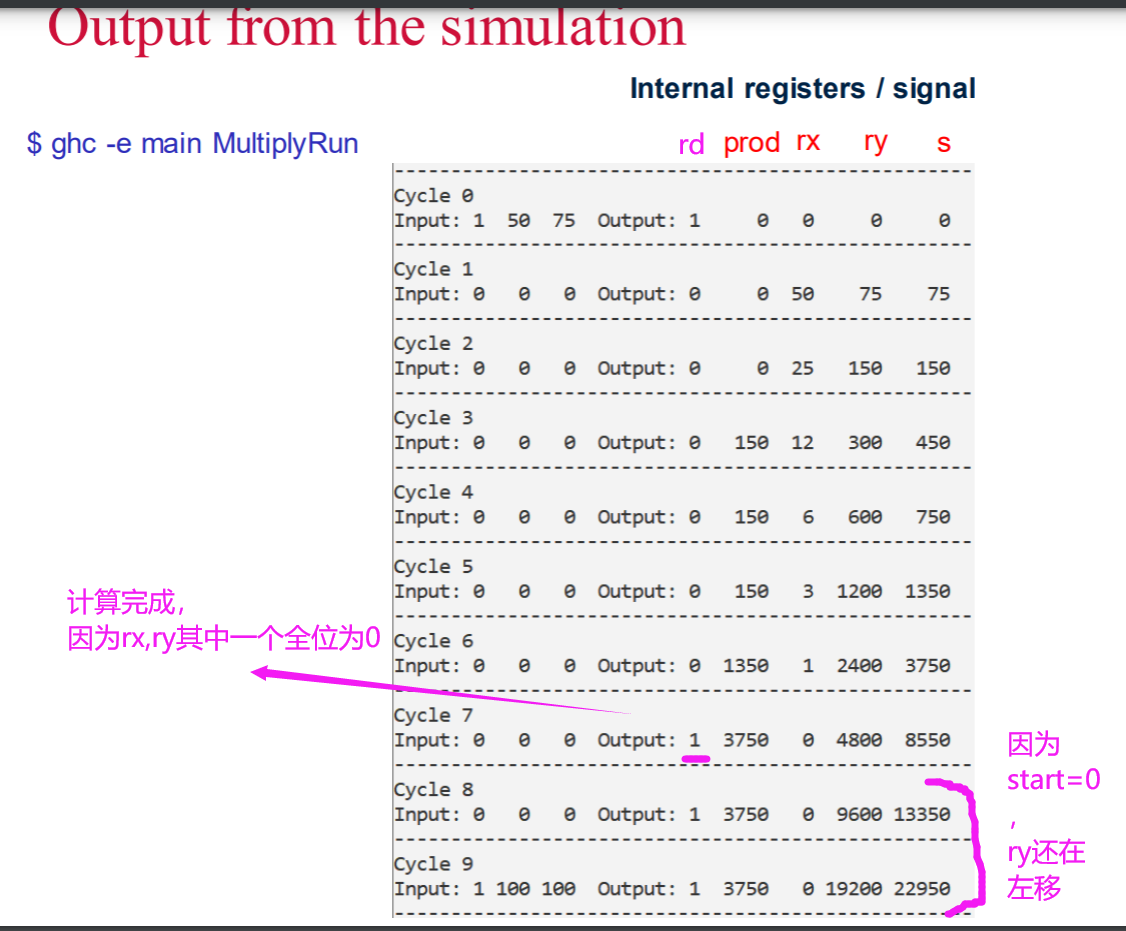 Output from the simulation
Internal registers / signal
$ ghc -e main MultiplyRun
rd prod rx ry s
Cycle 0
Input: 1 50 75 Output: 1 0 0 0 0
Cycle 1
Input: 0 0 0 Output: 0 0 50 75 75
Cycle 2
Input: 0 0 0 Output: 0 0 25 150 150
Cycle 3
Input: 0 0 0 Output: 0 150 12 300 450
Cycle 4
Input: 0 0 0 Output: 0 150 6 600 750
Cycle 5
Input: 0 0 0 Output: 0 150 3 1200 1350
计算完成,
因为rx,ry其中一个全位为0
Cycle 6
Input: 0 0 0 Output: 0 1350 1 2400 3750
Cycle 7
Input: 0 0 0 Output: 1 3750 0 4800 8550
Cycle 8
Input: 0 0 0 Output: 1 3750 0 9600 13350
Cycle 9
Input: 1 100 100 Output: 1 3750 0 19200 22950
因为
start=0
,
ry还在
左移